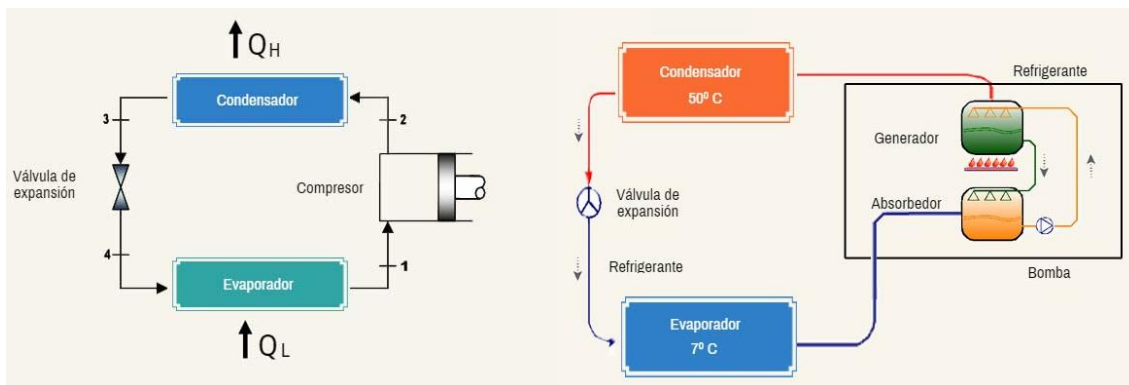 QH
Condensador
3
2
Válvula de
expansión
Compresor
4
1
Evaporador
QL
Condensador
50º C
Refrigerante
Generador
Válvula de
expansión
Absorbedor
Refrigerante
Bomba
Evaporador
7º C